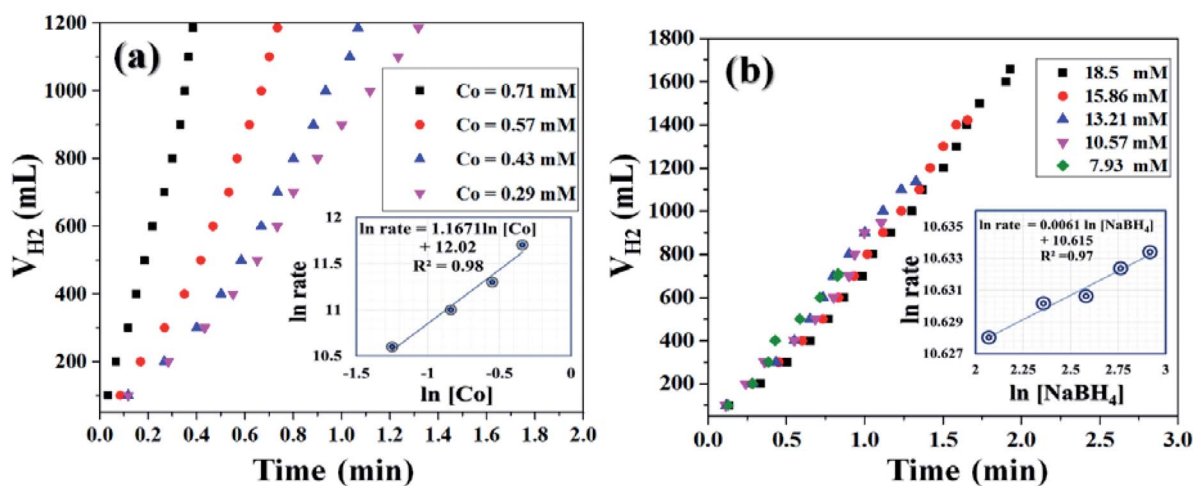 1200
1000
800
600
400
200
V_H2 (mL)
(a)
Co = 0.71 mM
Co = 0.57 mM
Co = 0.43 mM
Co = 0.29 mM
12
11.5
11
10.5
ln rate
ln rate = 1.1671ln [Co]
+ 12.02
R² = 0.98
-1.5 -1 -0.5 0
ln [Co]
0.0 0.2 0.4 0.6 0.8 1.0 1.2 1.4 1.6 1.8 2.0
Time (min)
1800
1600
1400
1200
1000
800
600
400
200
0
V_H2 (mL)
(b)
18.5 mM
15.86 mM
13.21 mM
10.57 mM
7.93 mM
10.635
10.633
10.631
10.629
10.627
ln rate
ln rate = 0.0061 ln [NaBH₄]
+ 10.615
R² =0.97
2 2.25 2.5 2.75 3
ln [NaBH₄]
0.0 0.5 1.0 1.5 2.0 2.5 3.0
Time (min)